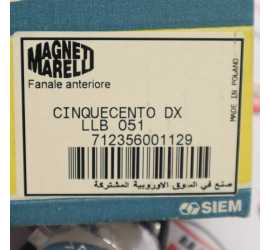 MAGNETI
MARELLI
Fanale anteriore
MADE IN POLAND
CINQUECENTO DX
LLB 051
712356001129
صنع في السوق الاوروبية المشتركة
SIEM